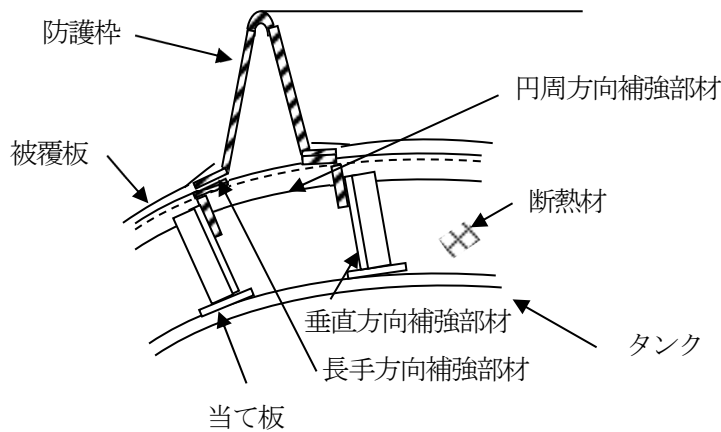 防護枠
円周方向補強部材
被覆板
断熱材
垂直方向補強部材
タンク
長手方向補強部材
当て板